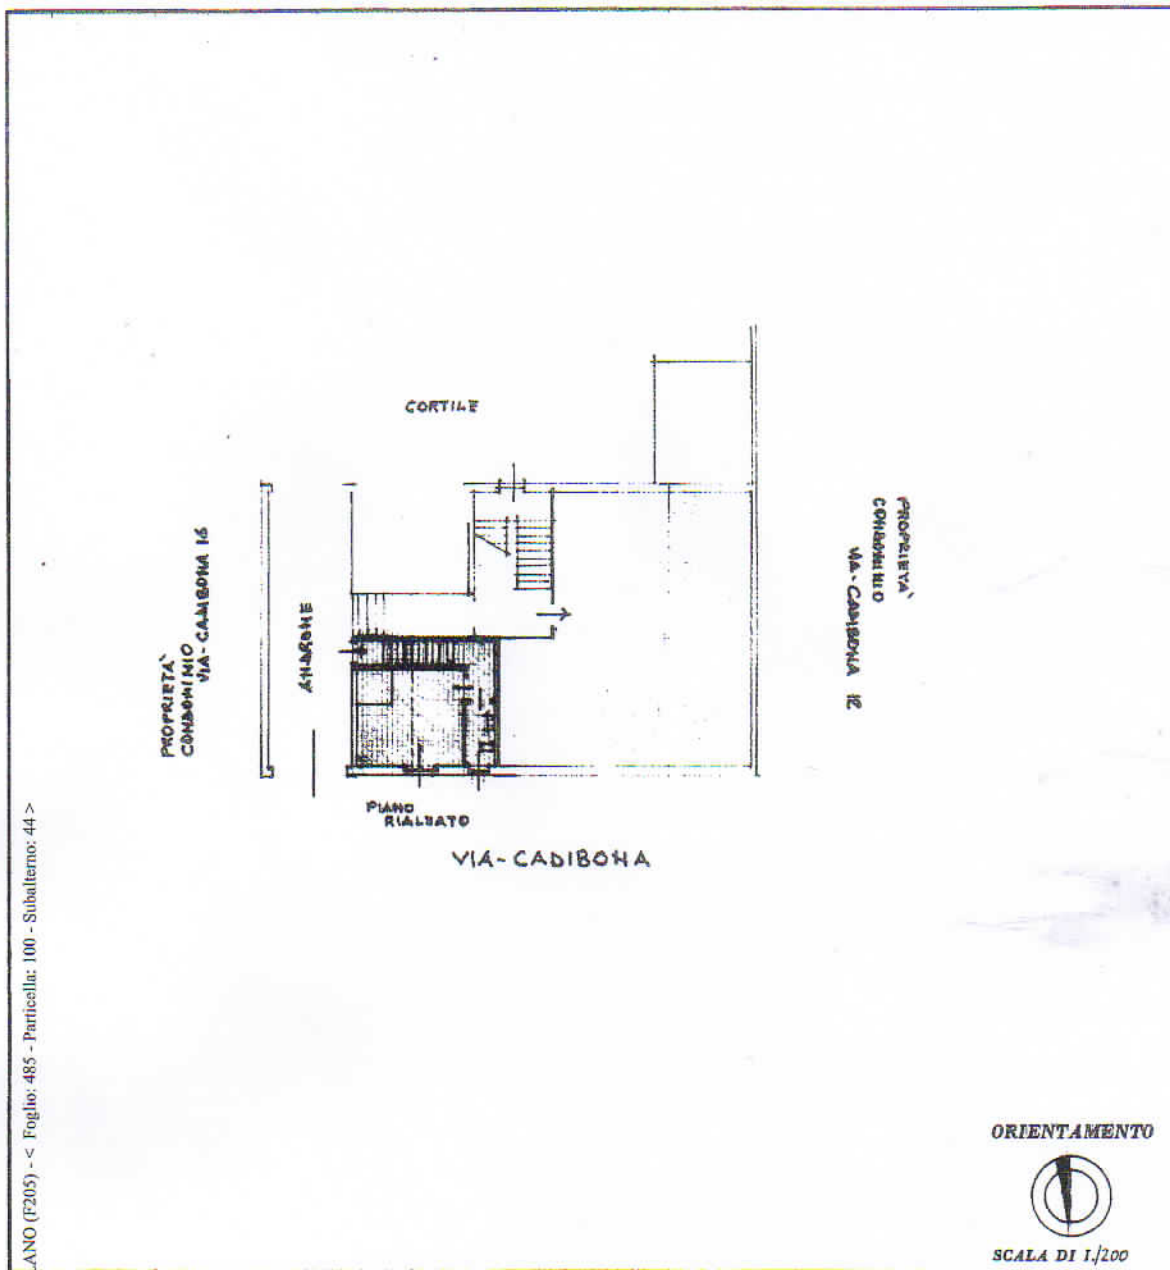 CORTILE
PROPRIETA'
CONDOMINIO
VIA-CAMBONA 16
ANDRONE
PROPRIETA'
CONDOMINIO
VIA-CADIBONA 12
PIANO
RIALZATO
VIA-CADIBONA
LANO (F205) - < Foglio: 485 - Particella: 100 - Subalterno: 44 >
ORIENTAMENTO
SCALA DI 1./200